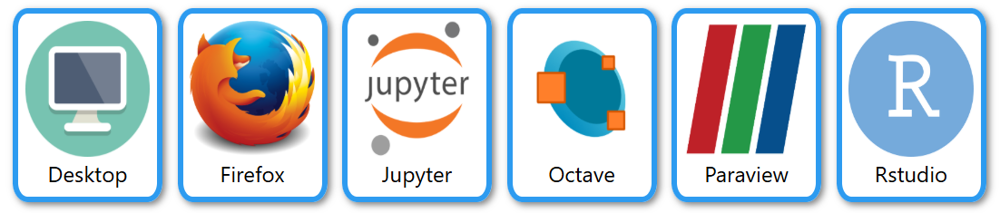 jupyter
R
Desktop
Firefox
Jupyter
Octave
Paraview
Rstudio